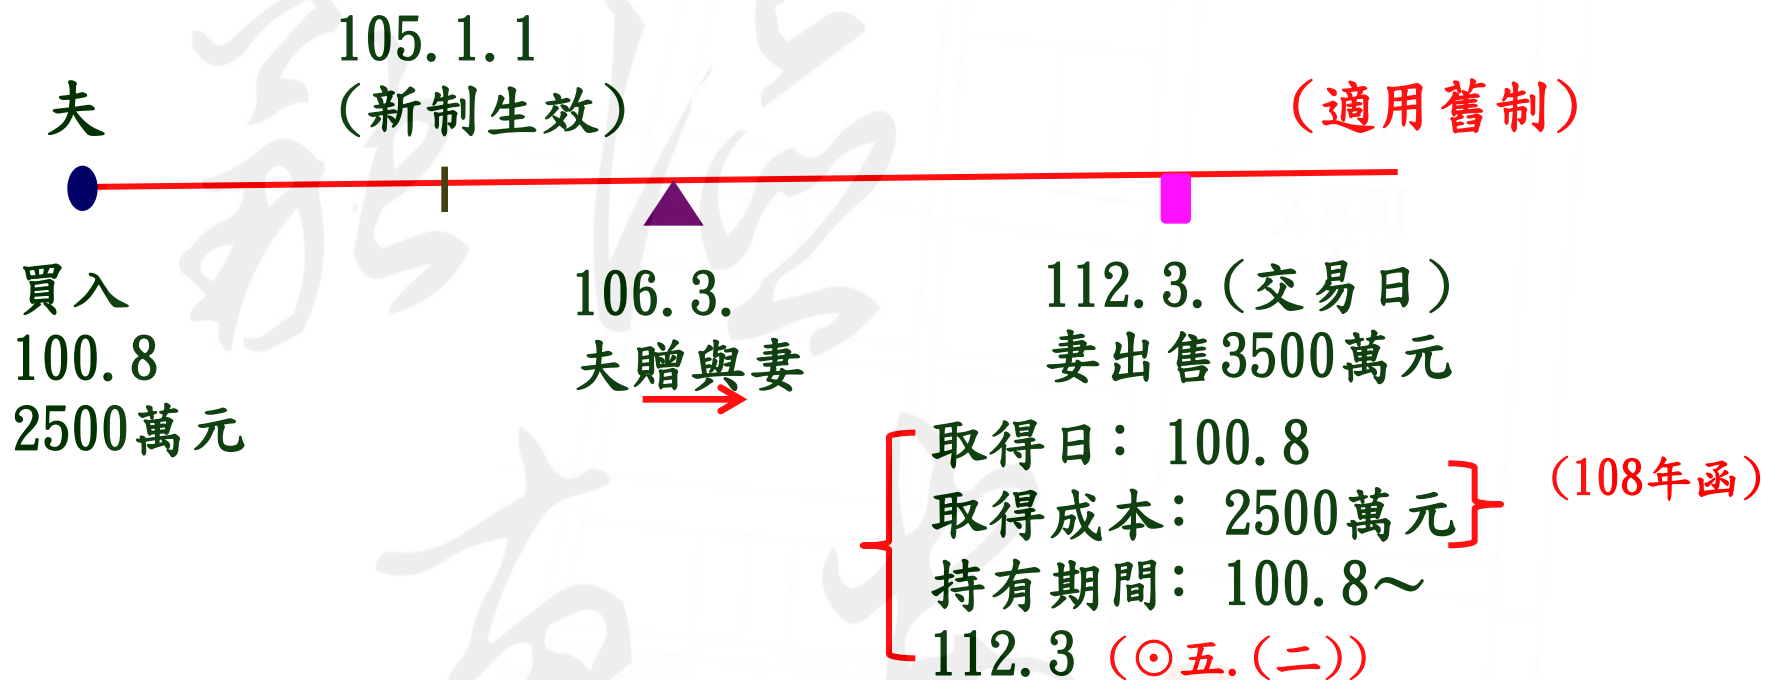 105.1.1
夫
(新制生效)
(適用舊制)
買入
100.8
2500萬元
106.3.
夫贈與妻
112.3.(交易日)
妻出售3500萬元
取得日：100.8
取得成本：2500萬元
(108年函)
持有期間：100.8～
112.3 (⊙五.(二))